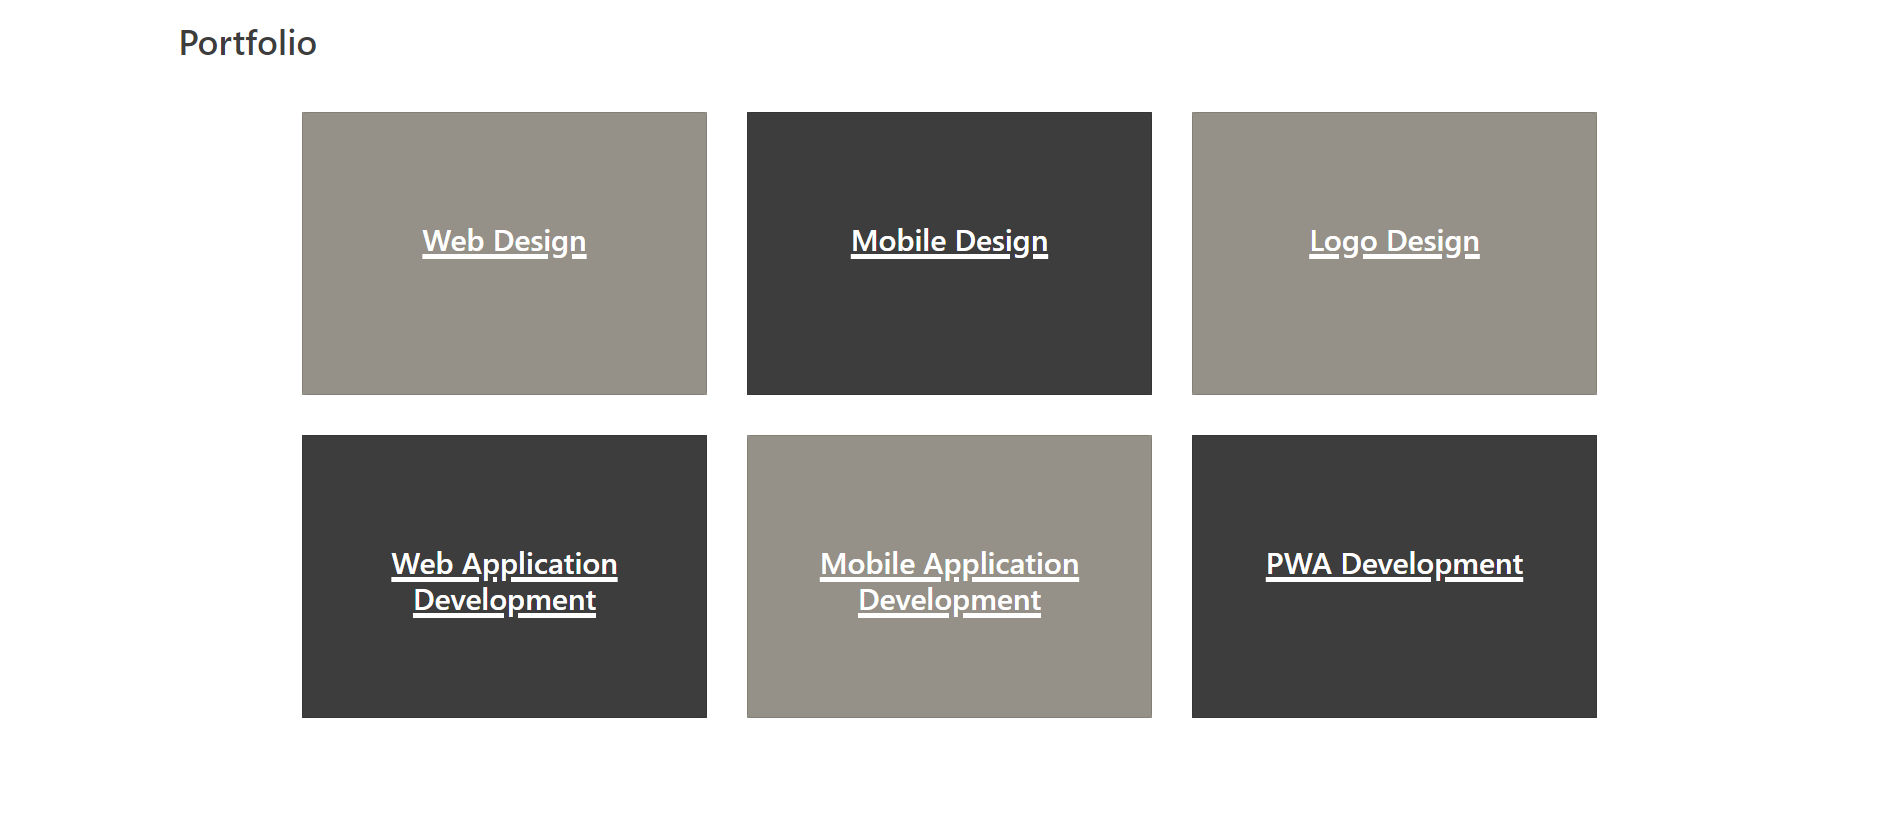 Portfolio
Web Design
Mobile Design
Logo Design
Web Application
Development
Mobile Application
Development
PWA Development